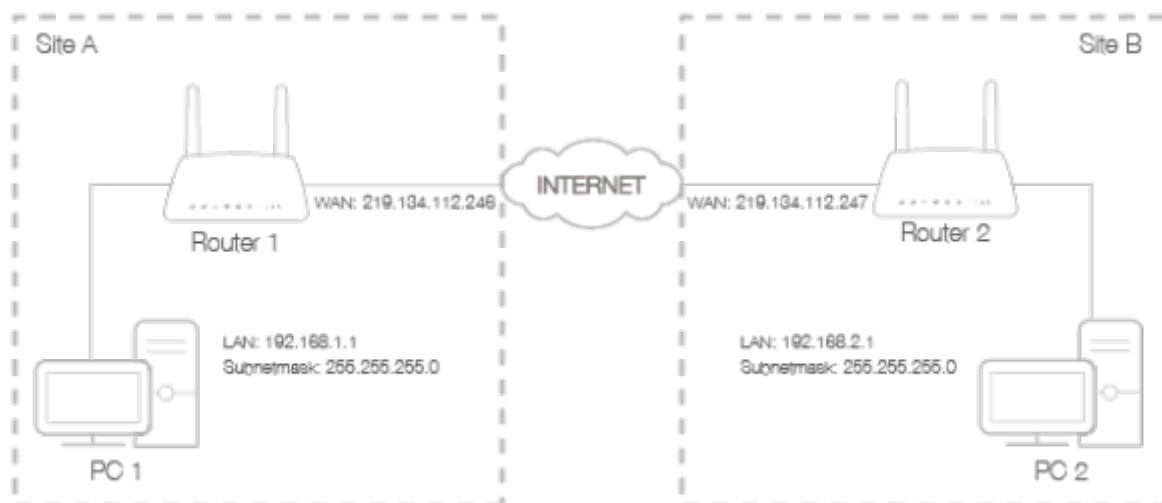 Site A
Site B
INTERNET
WAN: 219.134.112.246
WAN: 219.134.112.247
Router 1
Router 2
LAN: 192.168.1.1
Subnetmask: 255.255.255.0
LAN: 192.168.2.1
Subnetmask: 255.255.255.0
PC 1
PC 2